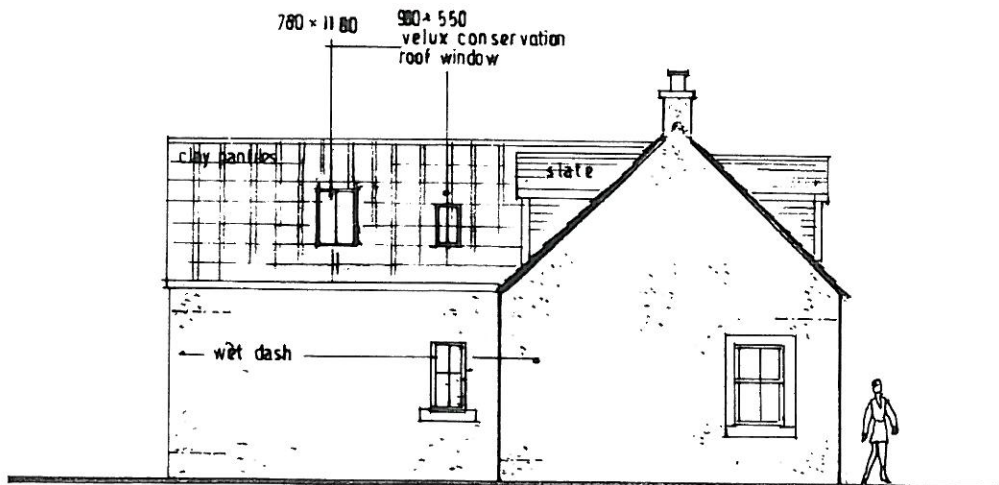 780 × 1180
980 × 550
velux conservation
roof window
clay pantiles
slate
wet dash